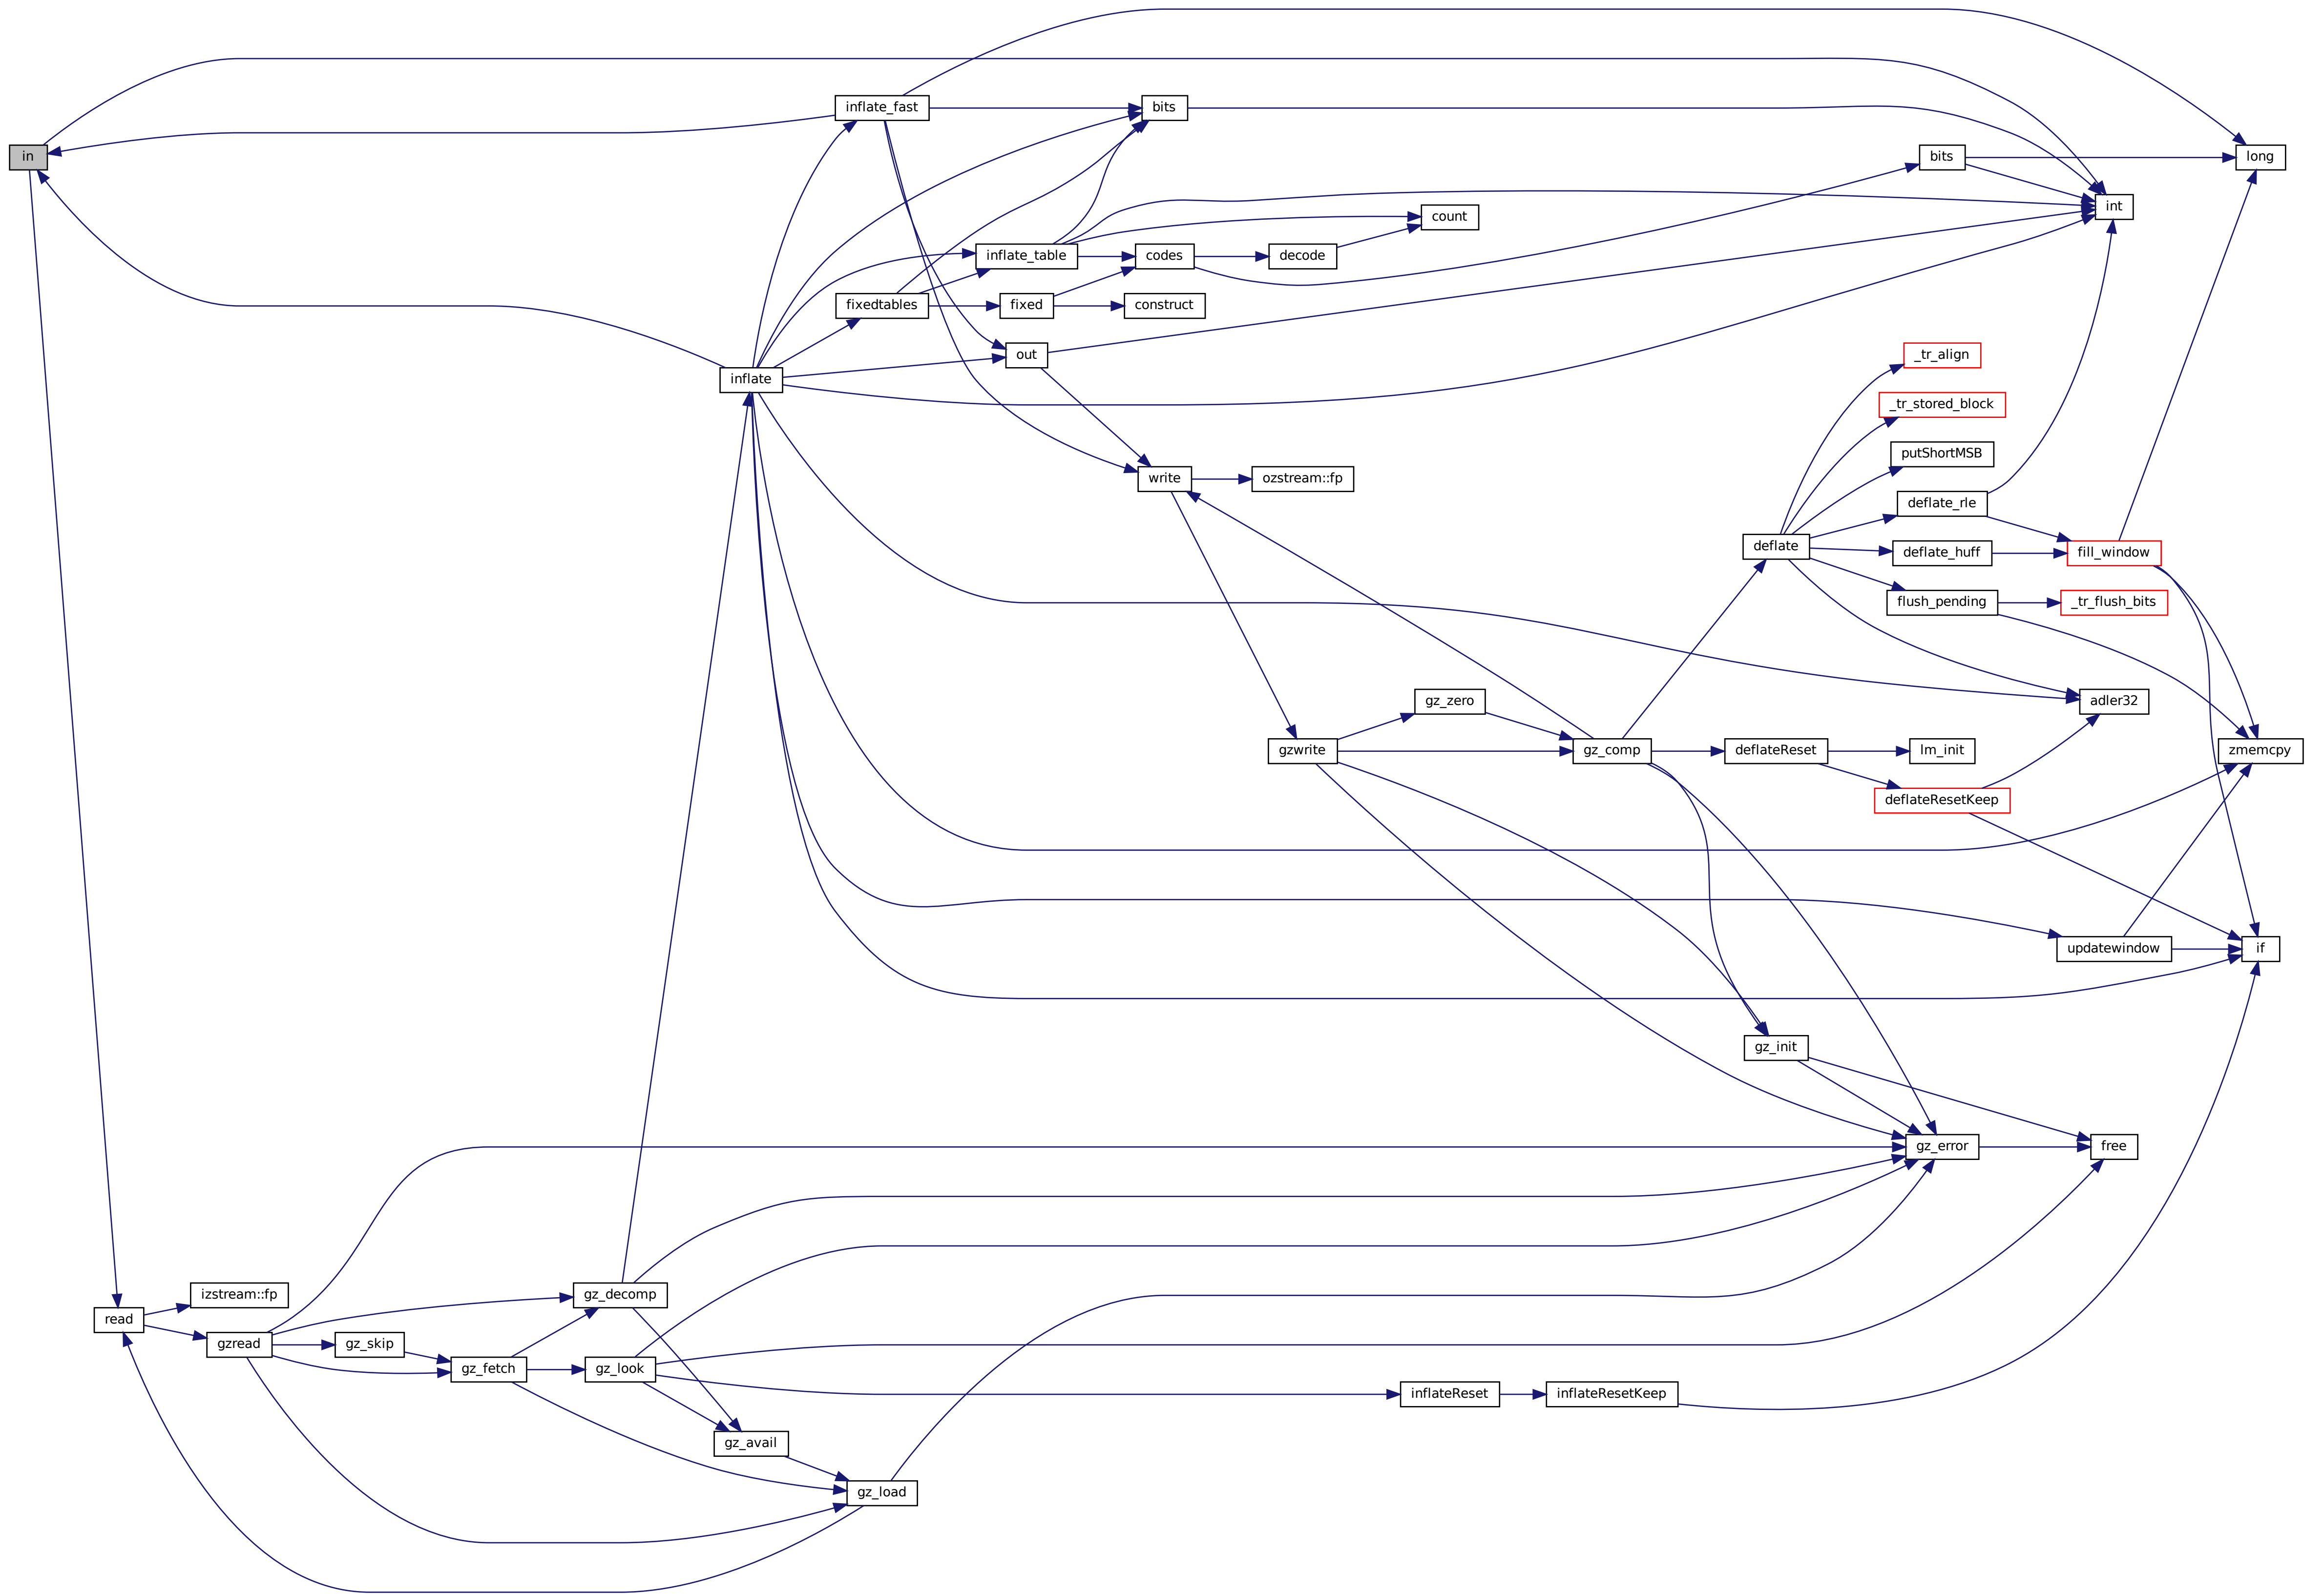 in
read
izstream::fp
gzread
gz_skip
gz_fetch
gz_decomp
gz_look
gz_avail
gz_load
inflate
inflate_fast
fixedtables
inflate_table
fixed
out
bits
codes
construct
write
decode
ozstream::fp
count
gzwrite
gz_zero
gz_comp
inflateReset
inflateResetKeep
deflate
deflateReset
gz_init
bits
_tr_align
_tr_stored_block
putShortMSB
deflate_rle
deflate_huff
flush_pending
lm_init
deflateResetKeep
gz_error
long
int
fill_window
_tr_flush_bits
adler32
zmemcpy
updatewindow
if
free